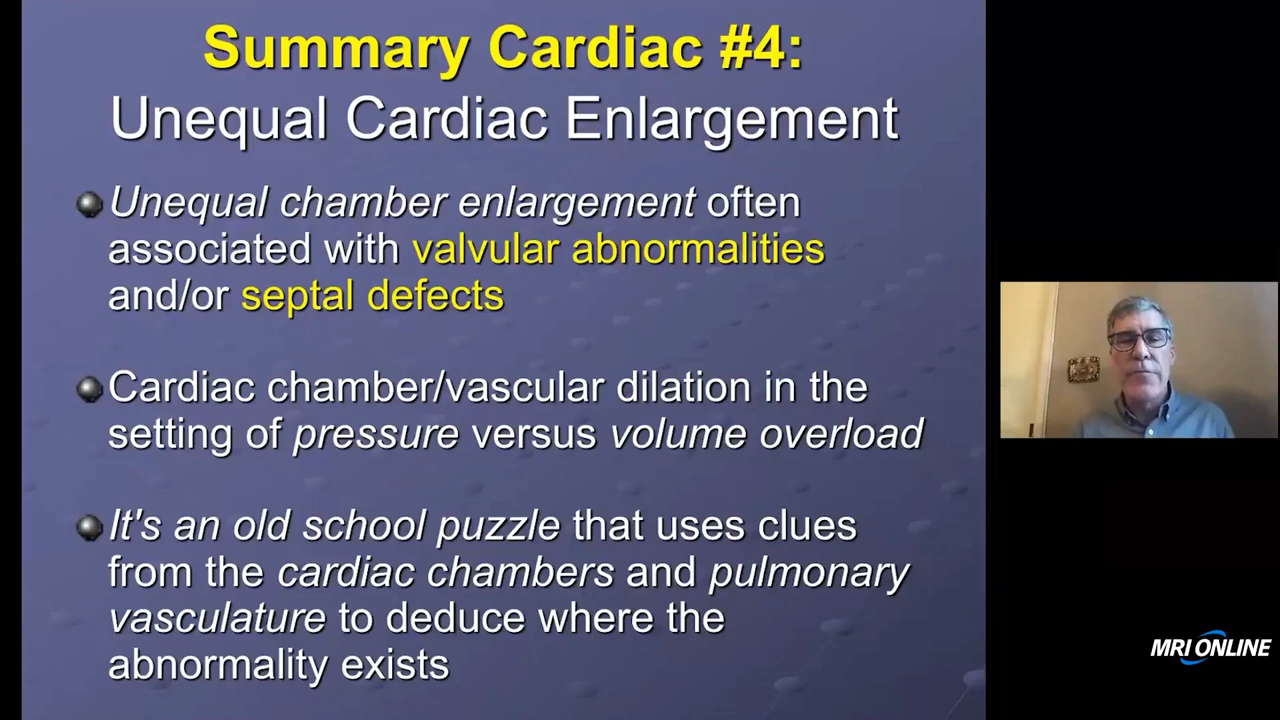 Summary Cardiac #4:
Unequal Cardiac Enlargement
Unequal chamber enlargement often
associated with valvular abnormalities
and/or septal defects
Cardiac chamber/vascular dilation in the
setting of pressure versus volume overload
It's an old school puzzle that uses clues
from the cardiac chambers and pulmonary
vasculature to deduce where the
abnormality exists
MRI ONLINE